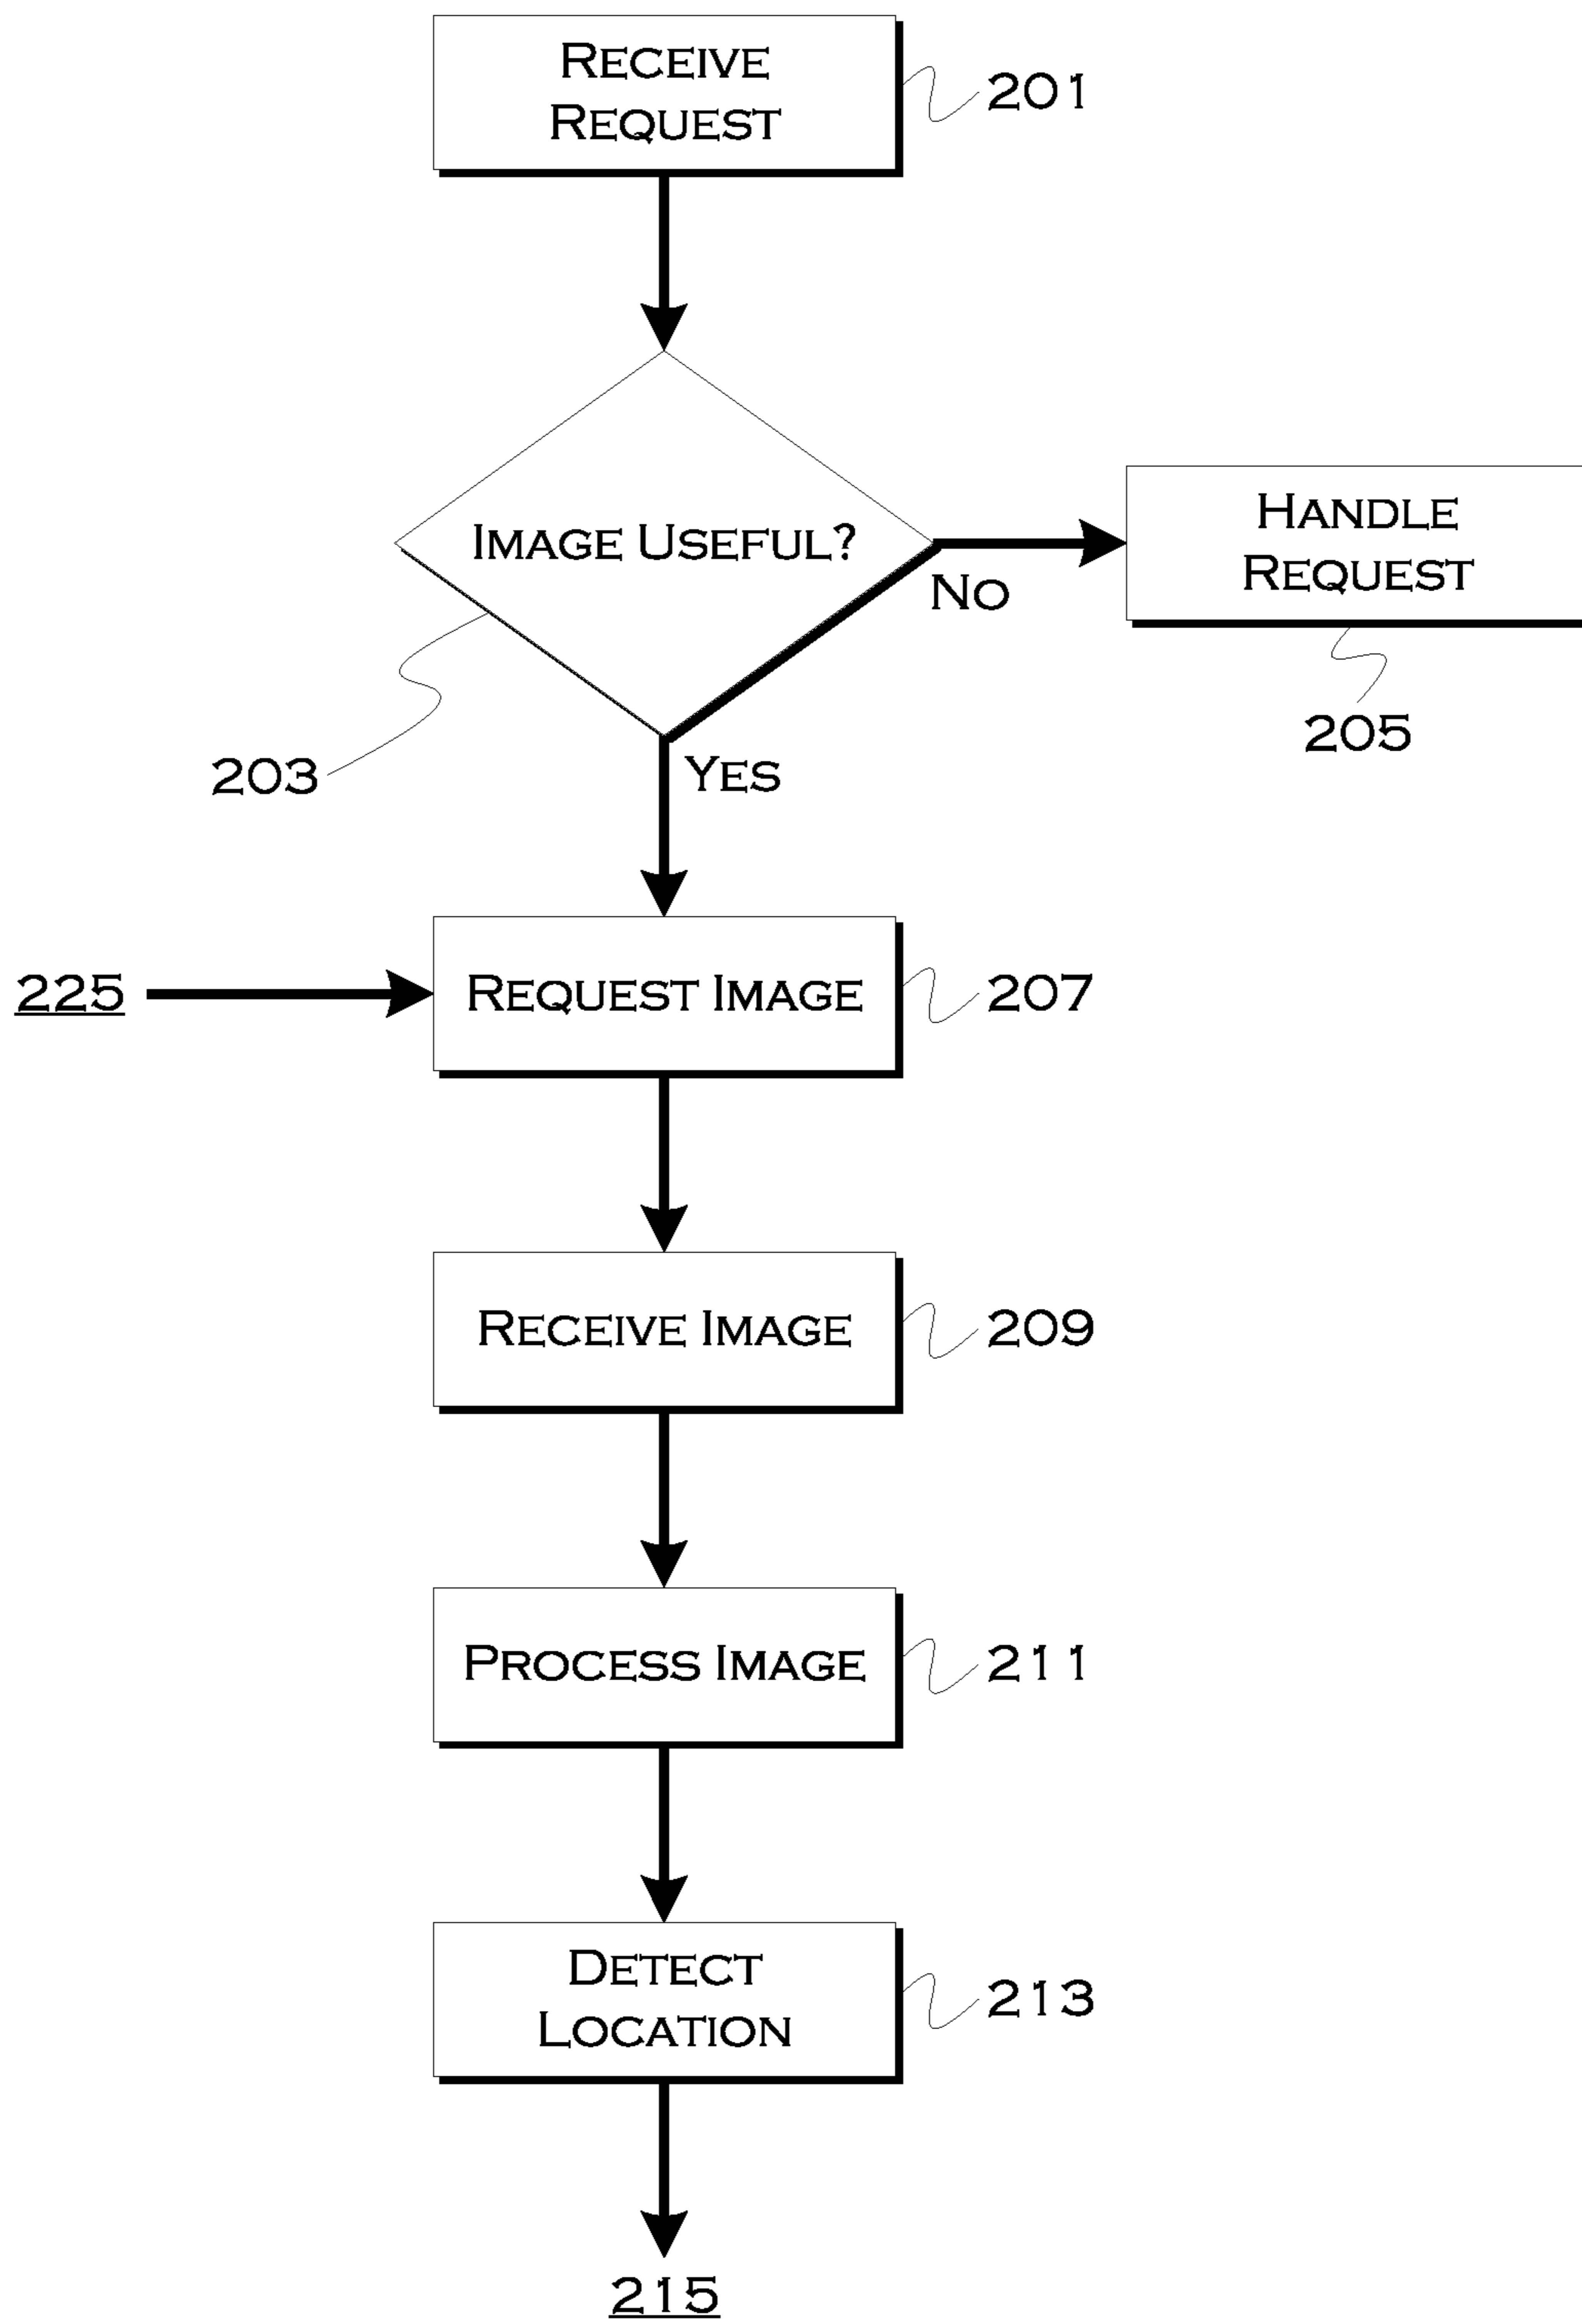 RECEIVE
REQUEST
201
IMAGE USEFUL?
HANDLE
REQUEST
NO
205
203
YES
225
REQUEST IMAGE
207
RECEIVE IMAGE
209
PROCESS IMAGE
211
DETECT
LOCATION
213
215